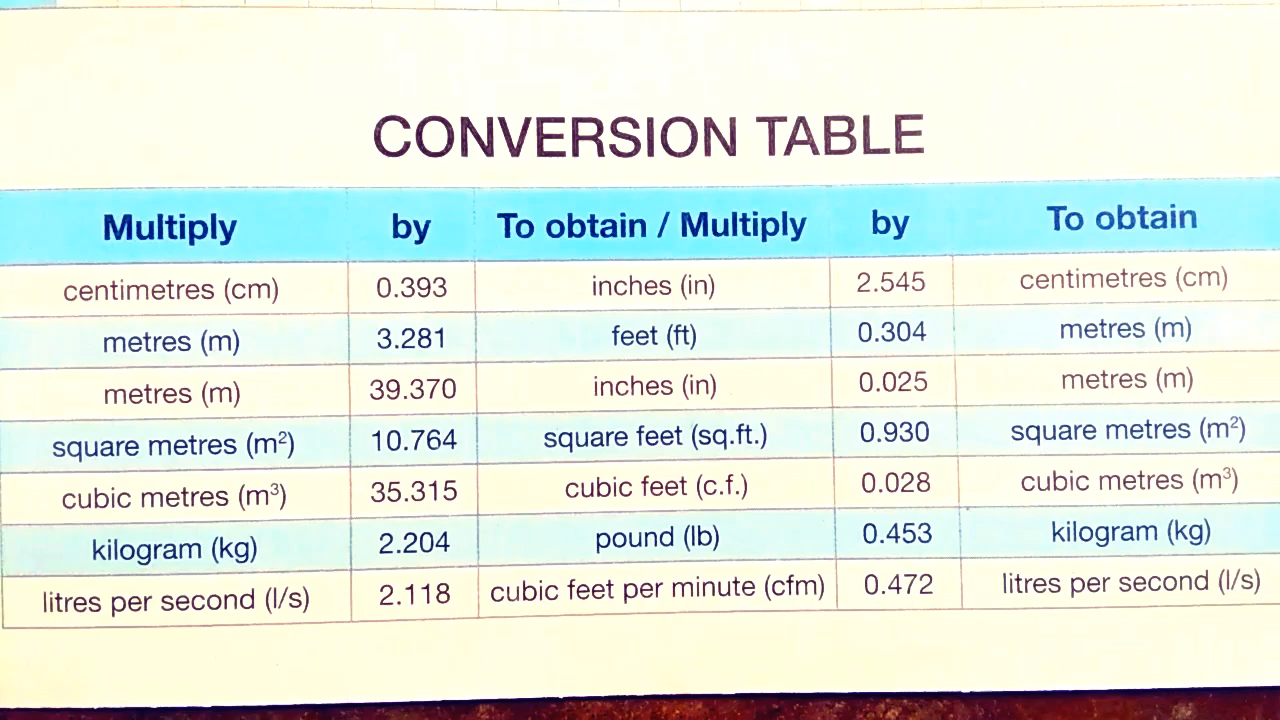 CONVERSION TABLE
Multiply by To obtain / Multiply by To obtain
centimetres (cm) 0.393 inches (in) 2.545 centimetres (cm)
metres (m) 3.281 feet (ft) 0.304 metres (m)
metres (m) 39.370 inches (in) 0.025 metres (m)
square metres (m²) 10.764 square feet (sq.ft.) 0.930 square metres (m²)
cubic metres (m³) 35.315 cubic feet (c.f.) 0.028 cubic metres (m³)
kilogram (kg) 2.204 pound (lb) 0.453 kilogram (kg)
litres per second (l/s) 2.118 cubic feet per minute (cfm) 0.472 litres per second (l/s)